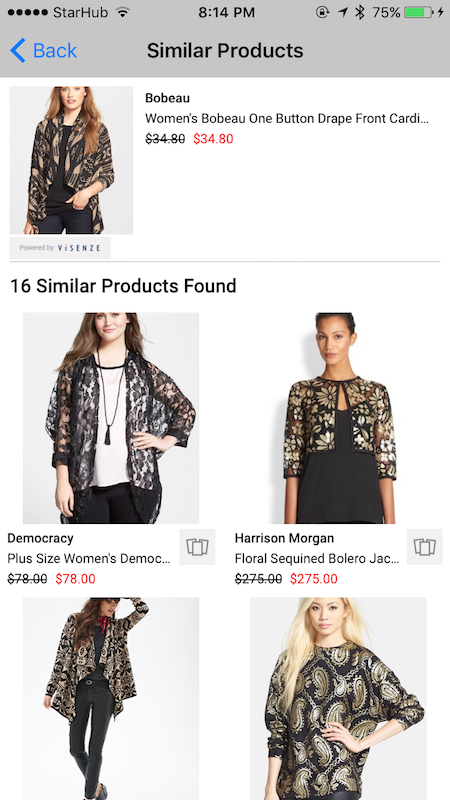 StarHub 8:14 PM 75%
Back Similar Products
Bobeau
Women's Bobeau One Button Drape Front Cardi...
$34.80 $34.80
Powered by ViSENZE
16 Similar Products Found
Democracy
Plus Size Women's Democ...
$78.00 $78.00
Harrison Morgan
Floral Sequined Bolero Jac...
$275.00 $275.00